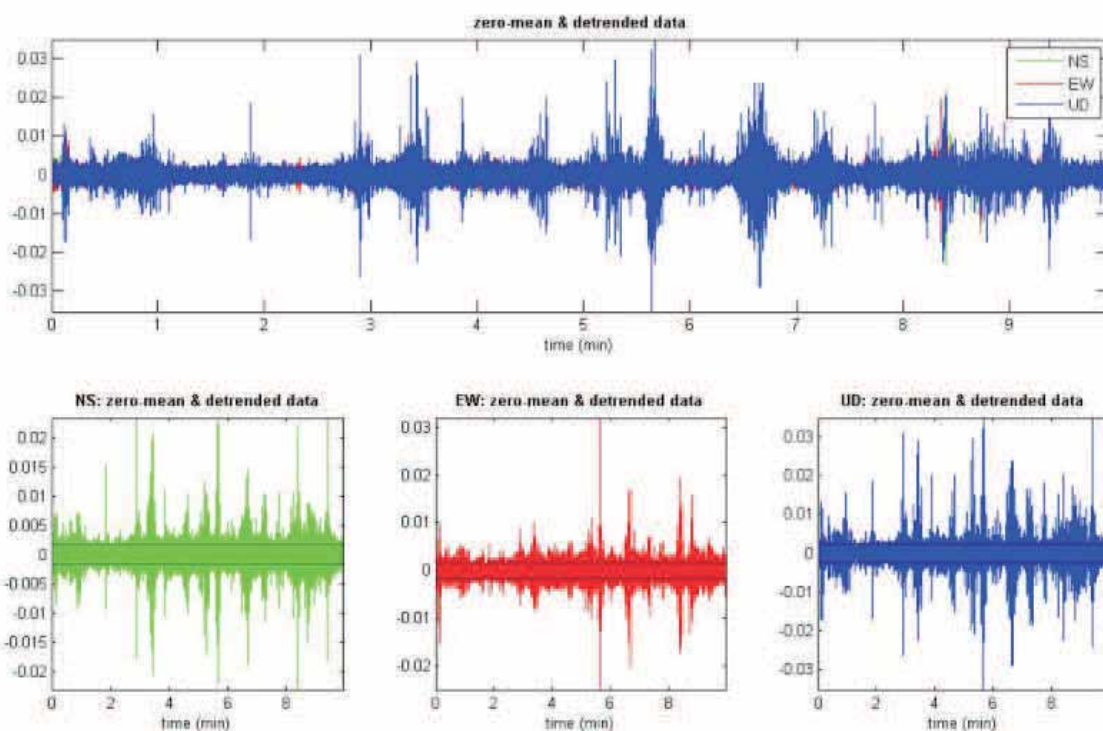 zero-mean & detrended data
0.03
0.02
0.01
0
-0.01
-0.02
-0.03
NS
EW
UD
0 1 2 3 4 5 6 7 8 9
time (min)
NS: zero-mean & detrended data
0.02
0.015
0.01
0.005
0
-0.005
-0.01
-0.015
-0.02
0 2 4 6 8
time (min)
EW: zero-mean & detrended data
0.03
0.02
0.01
0
-0.01
-0.02
0 2 4 6 8
time (min)
UD: zero-mean & detrended data
0.03
0.02
0.01
0
-0.01
-0.02
-0.03
0 2 4 6 8
time (min)